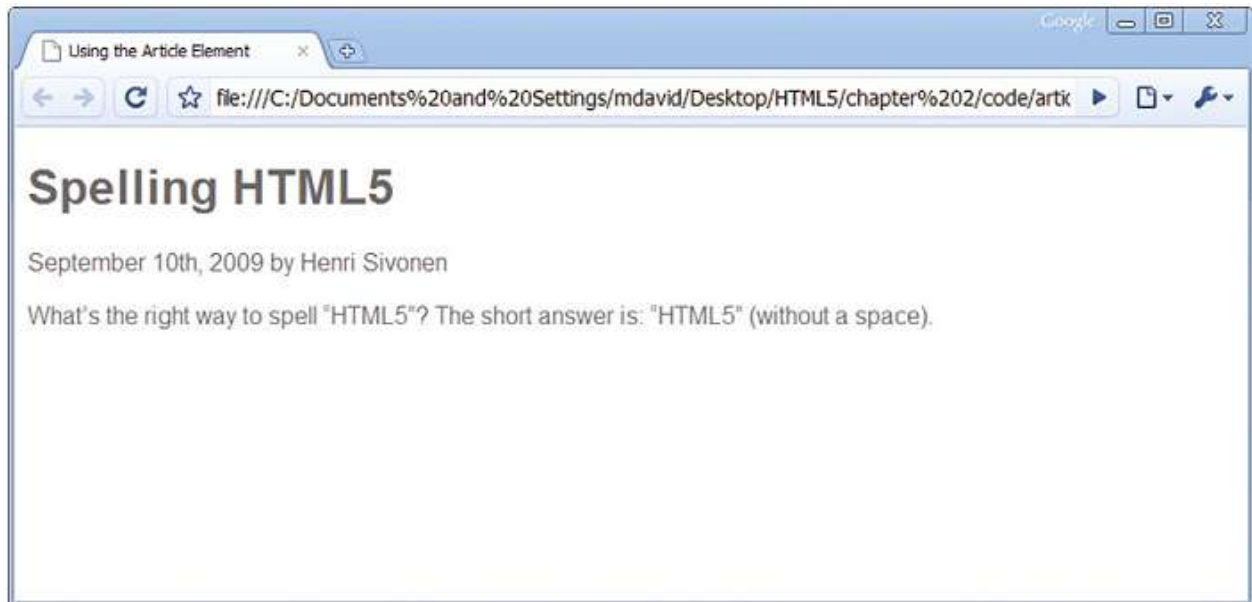 Google
Using the Article Element
file:///C:/Documents%20and%20Settings/mdavid/Desktop/HTML5/chapter%202/code/artic
Spelling HTML5
September 10th, 2009 by Henri Sivonen
What's the right way to spell "HTML5"? The short answer is: "HTML5" (without a space).